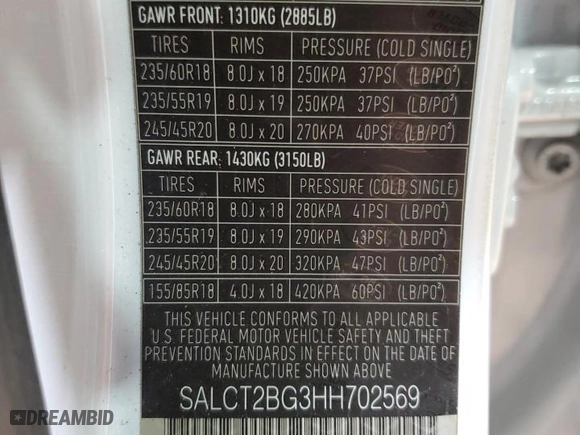 GAWR FRONT: 1310KG (2885LB)
TIRES RIMS PRESSURE (COLD SINGLE)
235/60R18 8.0J x 18 250KPA 37PSI (LB/PO²)
235/55R19 8.0J x 19 250KPA 37PSI (LB/PO²)
245/45R20 8.0J x 20 270KPA 40PSI (LB/PO²)
GAWR REAR: 1430KG (3150LB)
TIRES RIMS PRESSURE (COLD SINGLE)
235/60R18 8.0J x 18 280KPA 41PSI (LB/PO²)
235/55R19 8.0J x 19 290KPA 43PSI (LB/PO²)
245/45R20 8.0J x 20 320KPA 47PSI (LB/PO²)
155/85R18 4.0J x 18 420KPA 60PSI (LB/PO²)
THIS VEHICLE CONFORMS TO ALL APPLICABLE
U.S. FEDERAL MOTOR VEHICLE SAFETY AND
THEFT PREVENTION STANDARDS IN EFFECT
ON THE DATE OF MANUFACTURE SHOWN ABOVE
SALCT2BG3HH702569
DREAMBID